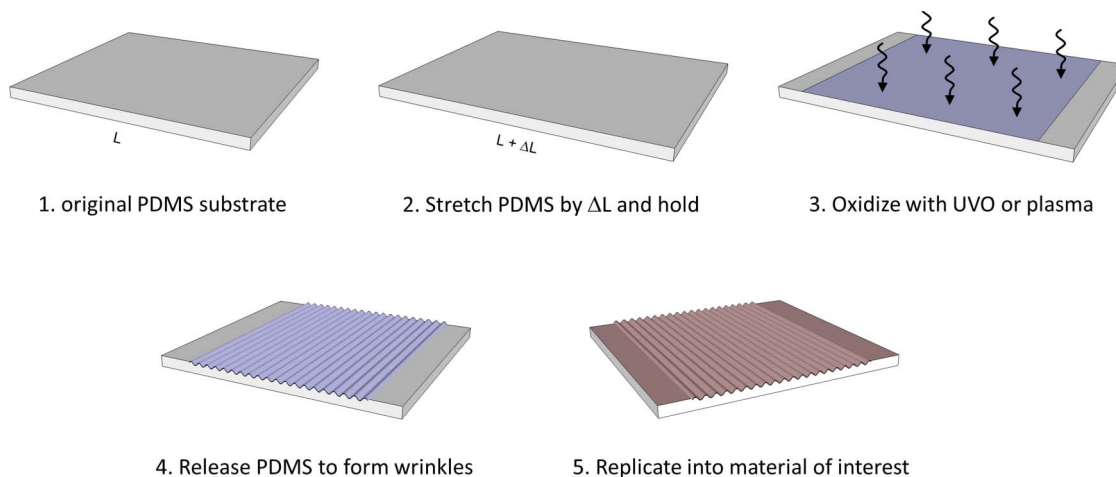 L
L + ΔL
1. original PDMS substrate
2. Stretch PDMS by ΔL and hold
3. Oxidize with UVO or plasma
4. Release PDMS to form wrinkles
5. Replicate into material of interest